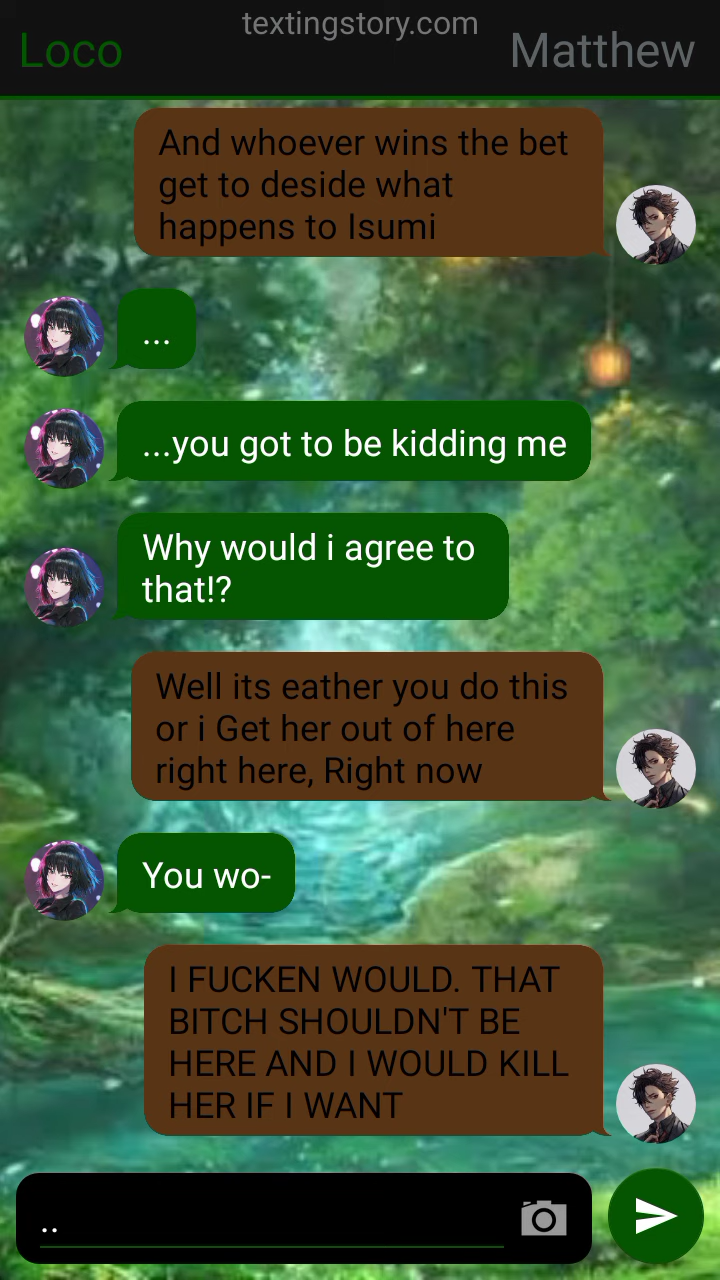 textingstory.com
Loco
Matthew
And whoever wins the bet
get to deside what
happens to Isumi
...
...you got to be kidding me
Why would i agree to
that!?
Well its eather you do this
or i Get her out of here
right here, Right now
You wo-
I FUCKEN WOULD. THAT
BITCH SHOULDN'T BE
HERE AND I WOULD KILL
HER IF I WANT
..